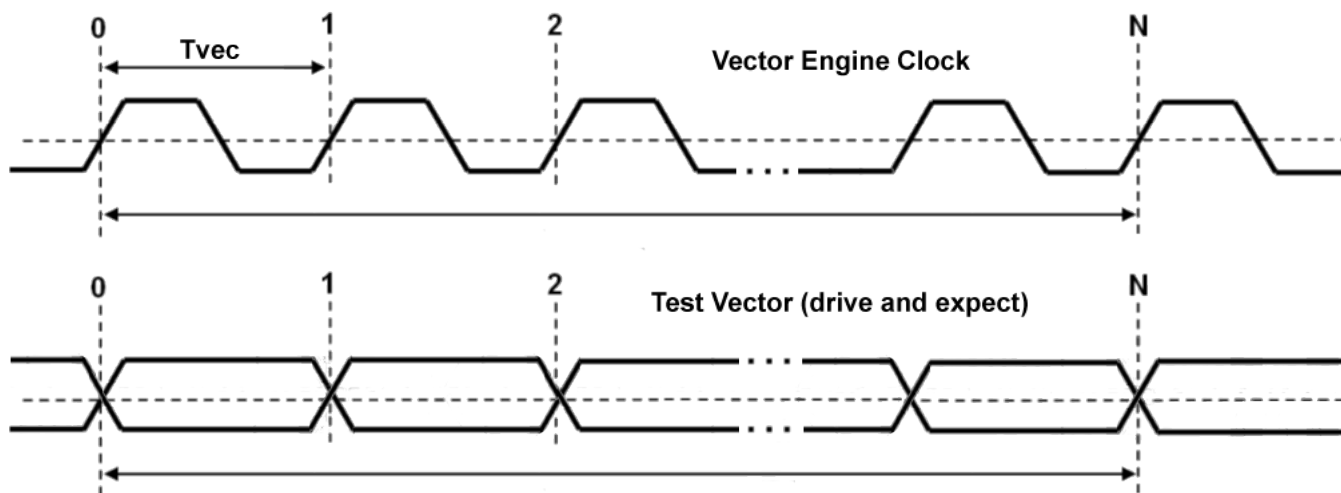 0 1 2 N
Tvec
Vector Engine Clock
0 1 2 N
Test Vector (drive and expect)